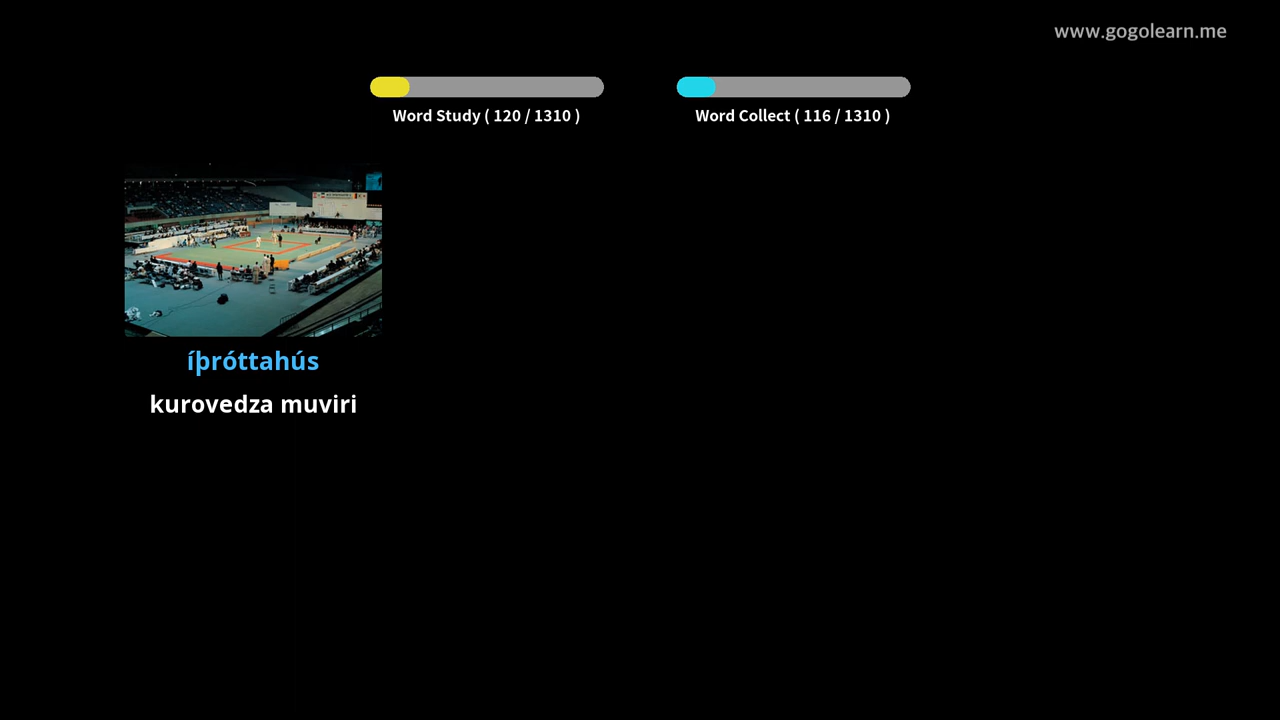 www.gogolearn.me
Word Study ( 120 / 1310 )
Word Collect ( 116 / 1310 )
íþróttahús
kurovedza muviri